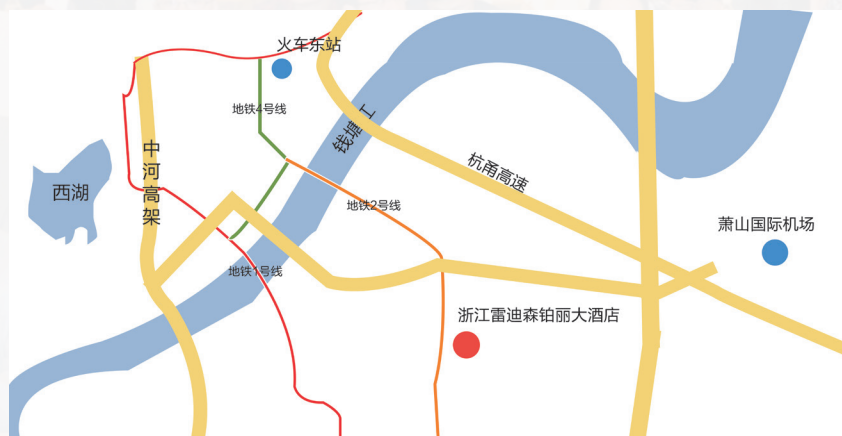 火车东站
地铁4号线
钱塘江
中河高架
杭甬高速
西湖
地铁2号线
萧山国际机场
地铁1号线
浙江雷迪森铂丽大酒店